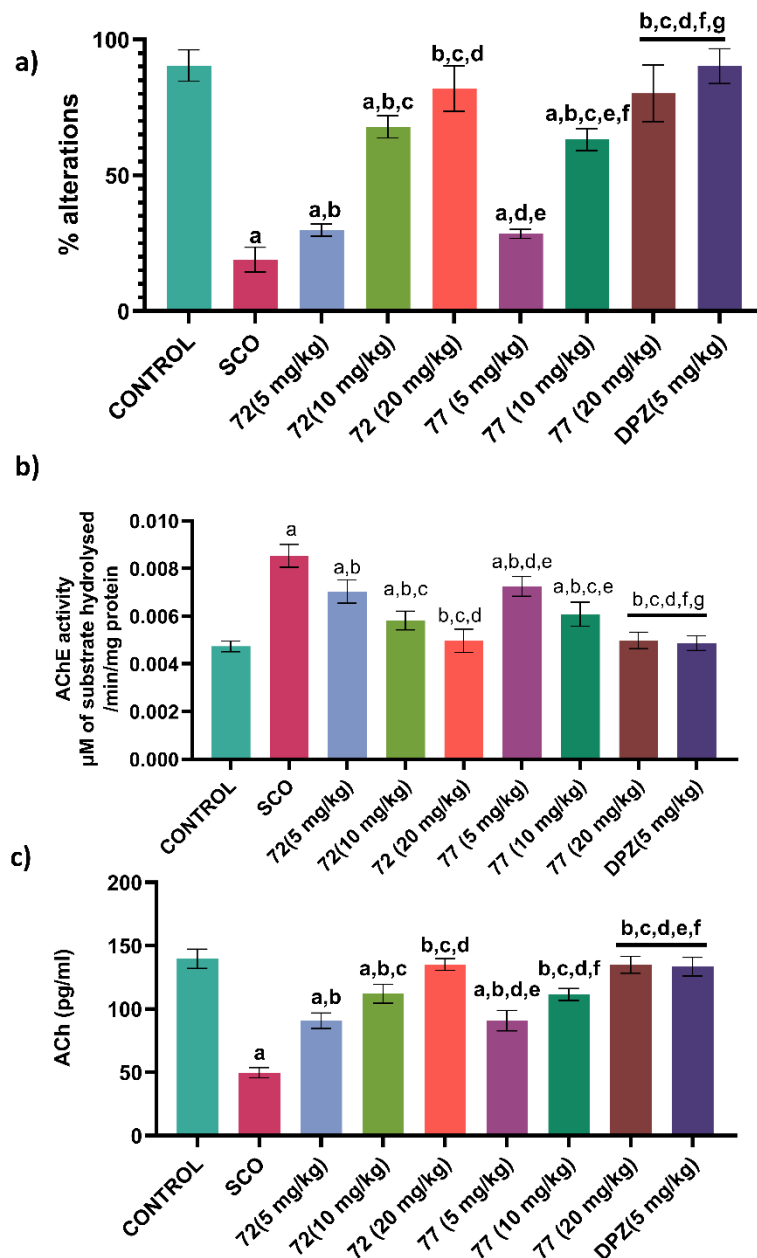 a)
% alterations
100
50
0
a
a,b
a,b,c
b,c,d
a,d,e
a,b,c,e,f
b,c,d,f,g
CONTROL
SCO
72(5 mg/kg)
72(10 mg/kg)
72 (20 mg/kg)
77 (5 mg/kg)
77 (10 mg/kg)
77 (20 mg/kg)
DPZ(5 mg/kg)
b)
AChE activity
µM of substrate hydrolysed
/min/mg protein
0.010
0.008
0.006
0.004
0.002
0.000
a
a,b
a,b,c
b,c,d
a,b,d,e
a,b,c,e
b,c,d,f,g
CONTROL
SCO
72(5 mg/kg)
72(10 mg/kg)
72 (20 mg/kg)
77 (5 mg/kg)
77 (10 mg/kg)
77 (20 mg/kg)
DPZ(5 mg/kg)
c)
ACh (pg/ml)
200
150
100
50
0
a
a,b
a,b,c
b,c,d
a,b,d,e
b,c,d,f
b,c,d,e,f
CONTROL
SCO
72(5 mg/kg)
72(10 mg/kg)
72 (20 mg/kg)
77 (5 mg/kg)
77 (10 mg/kg)
77 (20 mg/kg)
DPZ(5 mg/kg)